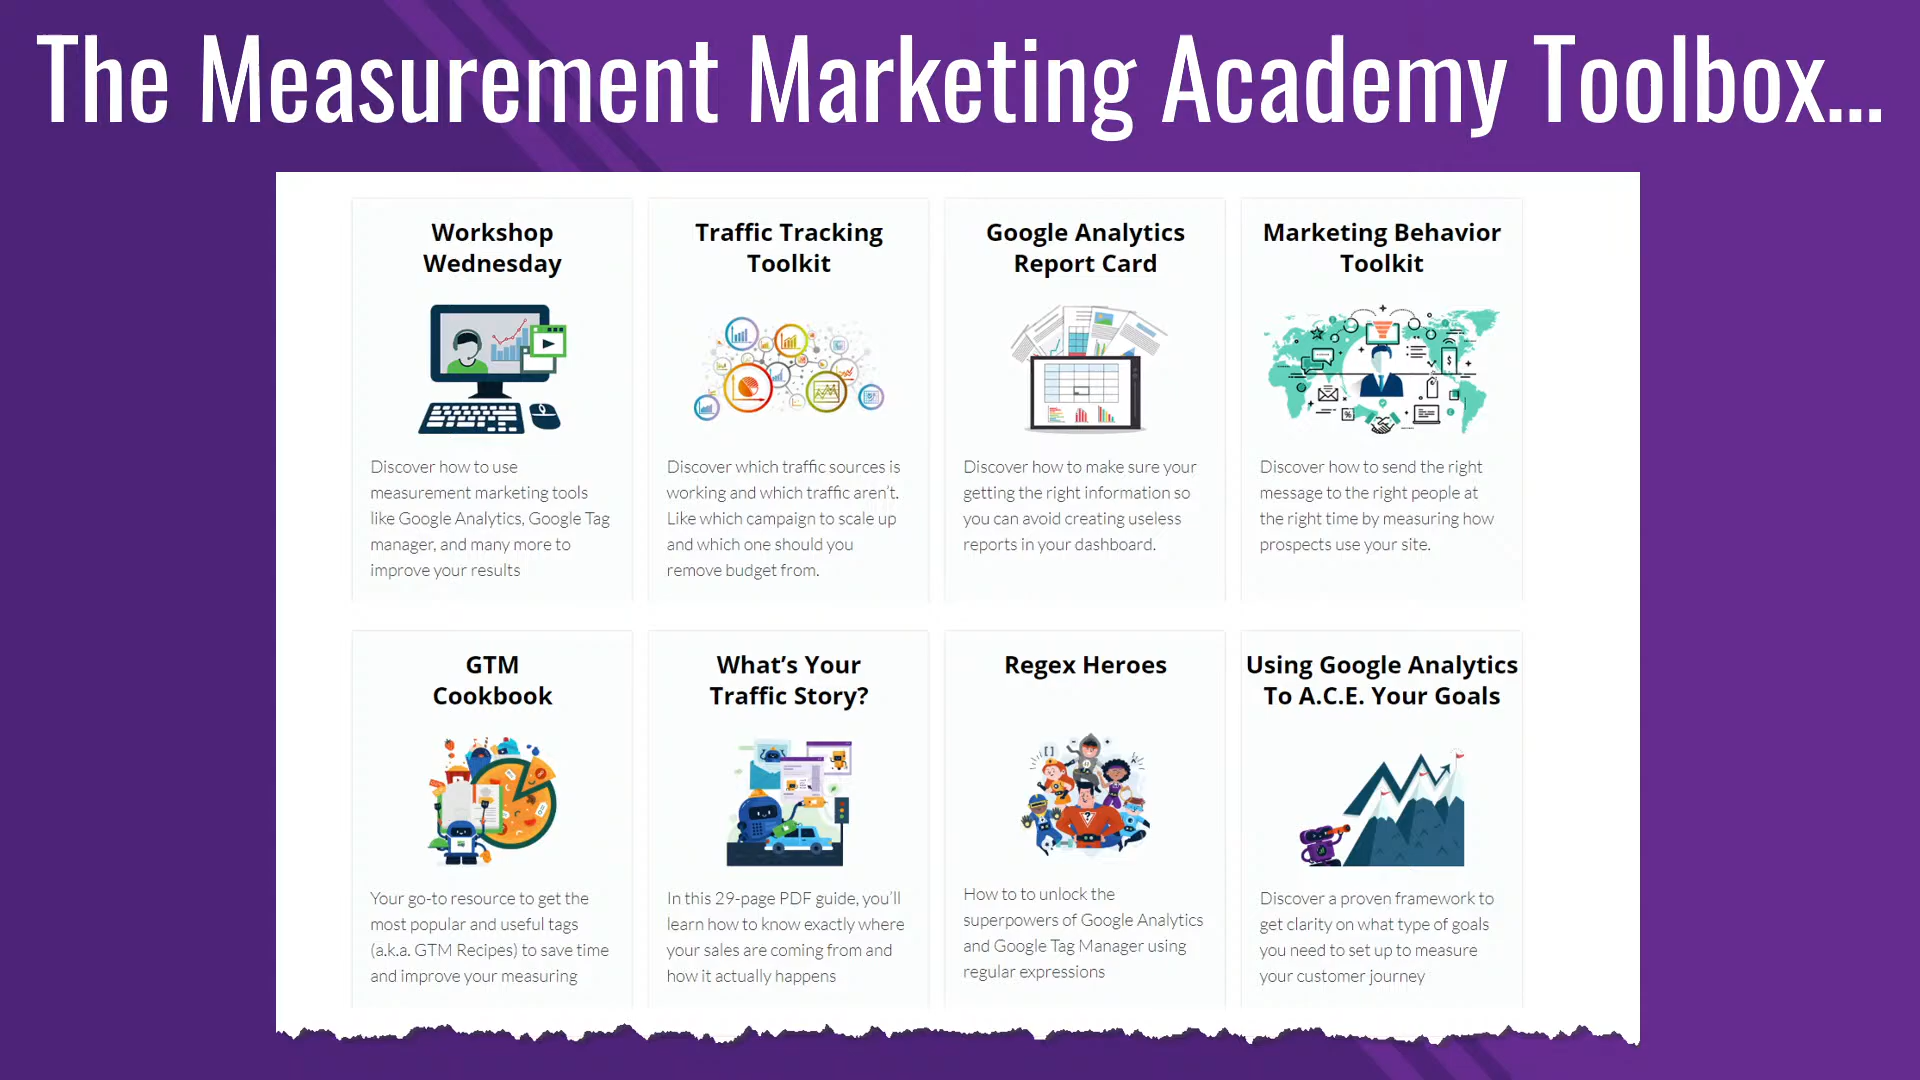 The Measurement Marketing Academy Toolbox...
Workshop
Wednesday
Discover how to use
measurement marketing tools
like Google Analytics, Google Tag
manager, and many more to
improve your results
Traffic Tracking
Toolkit
Discover which traffic sources is
working and which traffic aren’t.
Like which campaign to scale up
and which one should you
remove budget from.
Google Analytics
Report Card
Discover how to make sure your
getting the right information so
you can avoid creating useless
reports in your dashboard.
Marketing Behavior
Toolkit
Discover how to send the right
message to the right people at
the right time by measuring how
prospects use your site.
GTM
Cookbook
Your go-to resource to get the
most popular and useful tags
(a.k.a. GTM Recipes) to save time
and improve your measuring
What’s Your
Traffic Story?
In this 29-page PDF guide, you’ll
learn how to know exactly where
your sales are coming from and
how it actually happens
Regex Heroes
How to to unlock the
superpowers of Google Analytics
and Google Tag Manager using
regular expressions
Using Google Analytics
To A.C.E. Your Goals
Discover a proven framework to
get clarity on what type of goals
you need to set up to measure
your customer journey